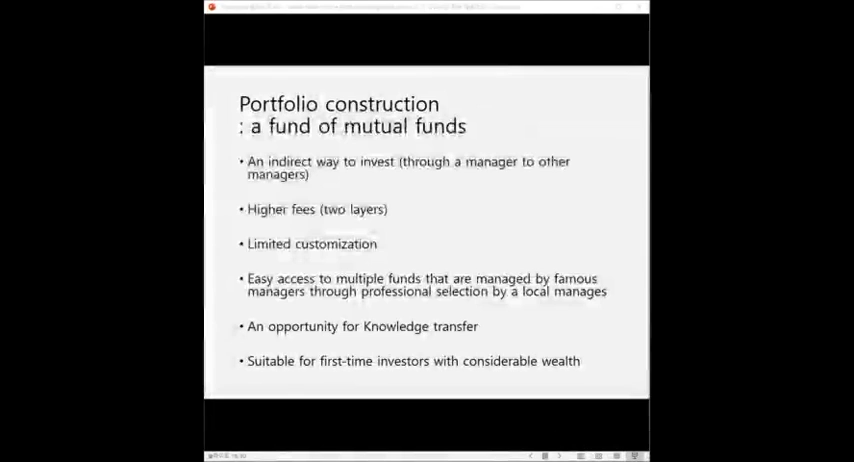 Portfolio construction
: a fund of mutual funds
• An indirect way to invest (through a manager to other
managers)
• Higher fees (two layers)
• Limited customization
• Easy access to multiple funds that are managed by famous
managers through professional selection by a local manages
• An opportunity for Knowledge transfer
• Suitable for first-time investors with considerable wealth